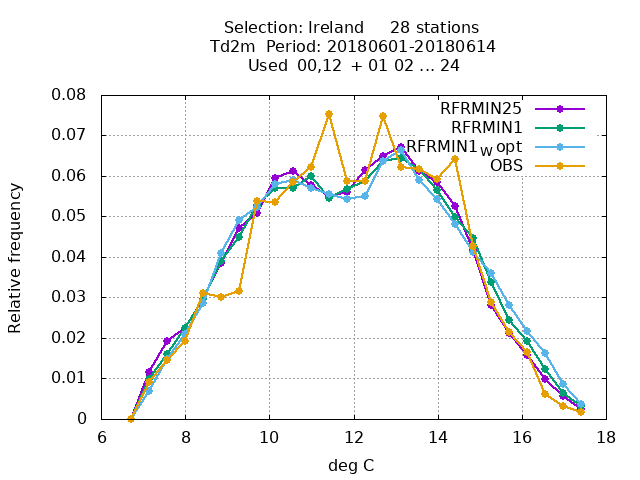 Selection: Ireland 28 stations
Td2m Period: 20180601-20180614
Used 00,12 + 01 02 ... 24
RFRMIN25
RFRMIN1
RFRMIN1W opt
OBS
Relative frequency
0.08
0.07
0.06
0.05
0.04
0.03
0.02
0.01
0
6 8 10 12 14 16 18
deg C